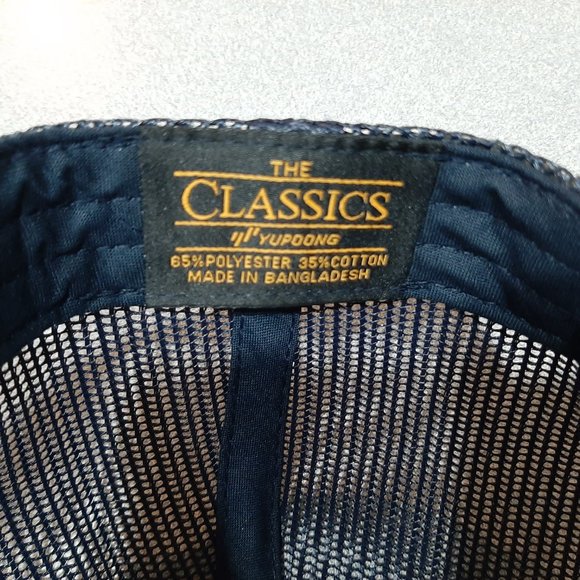 THE
CLASSICS
YUPOONG
65% POLYESTER 35% COTTON
MADE IN BANGLADESH